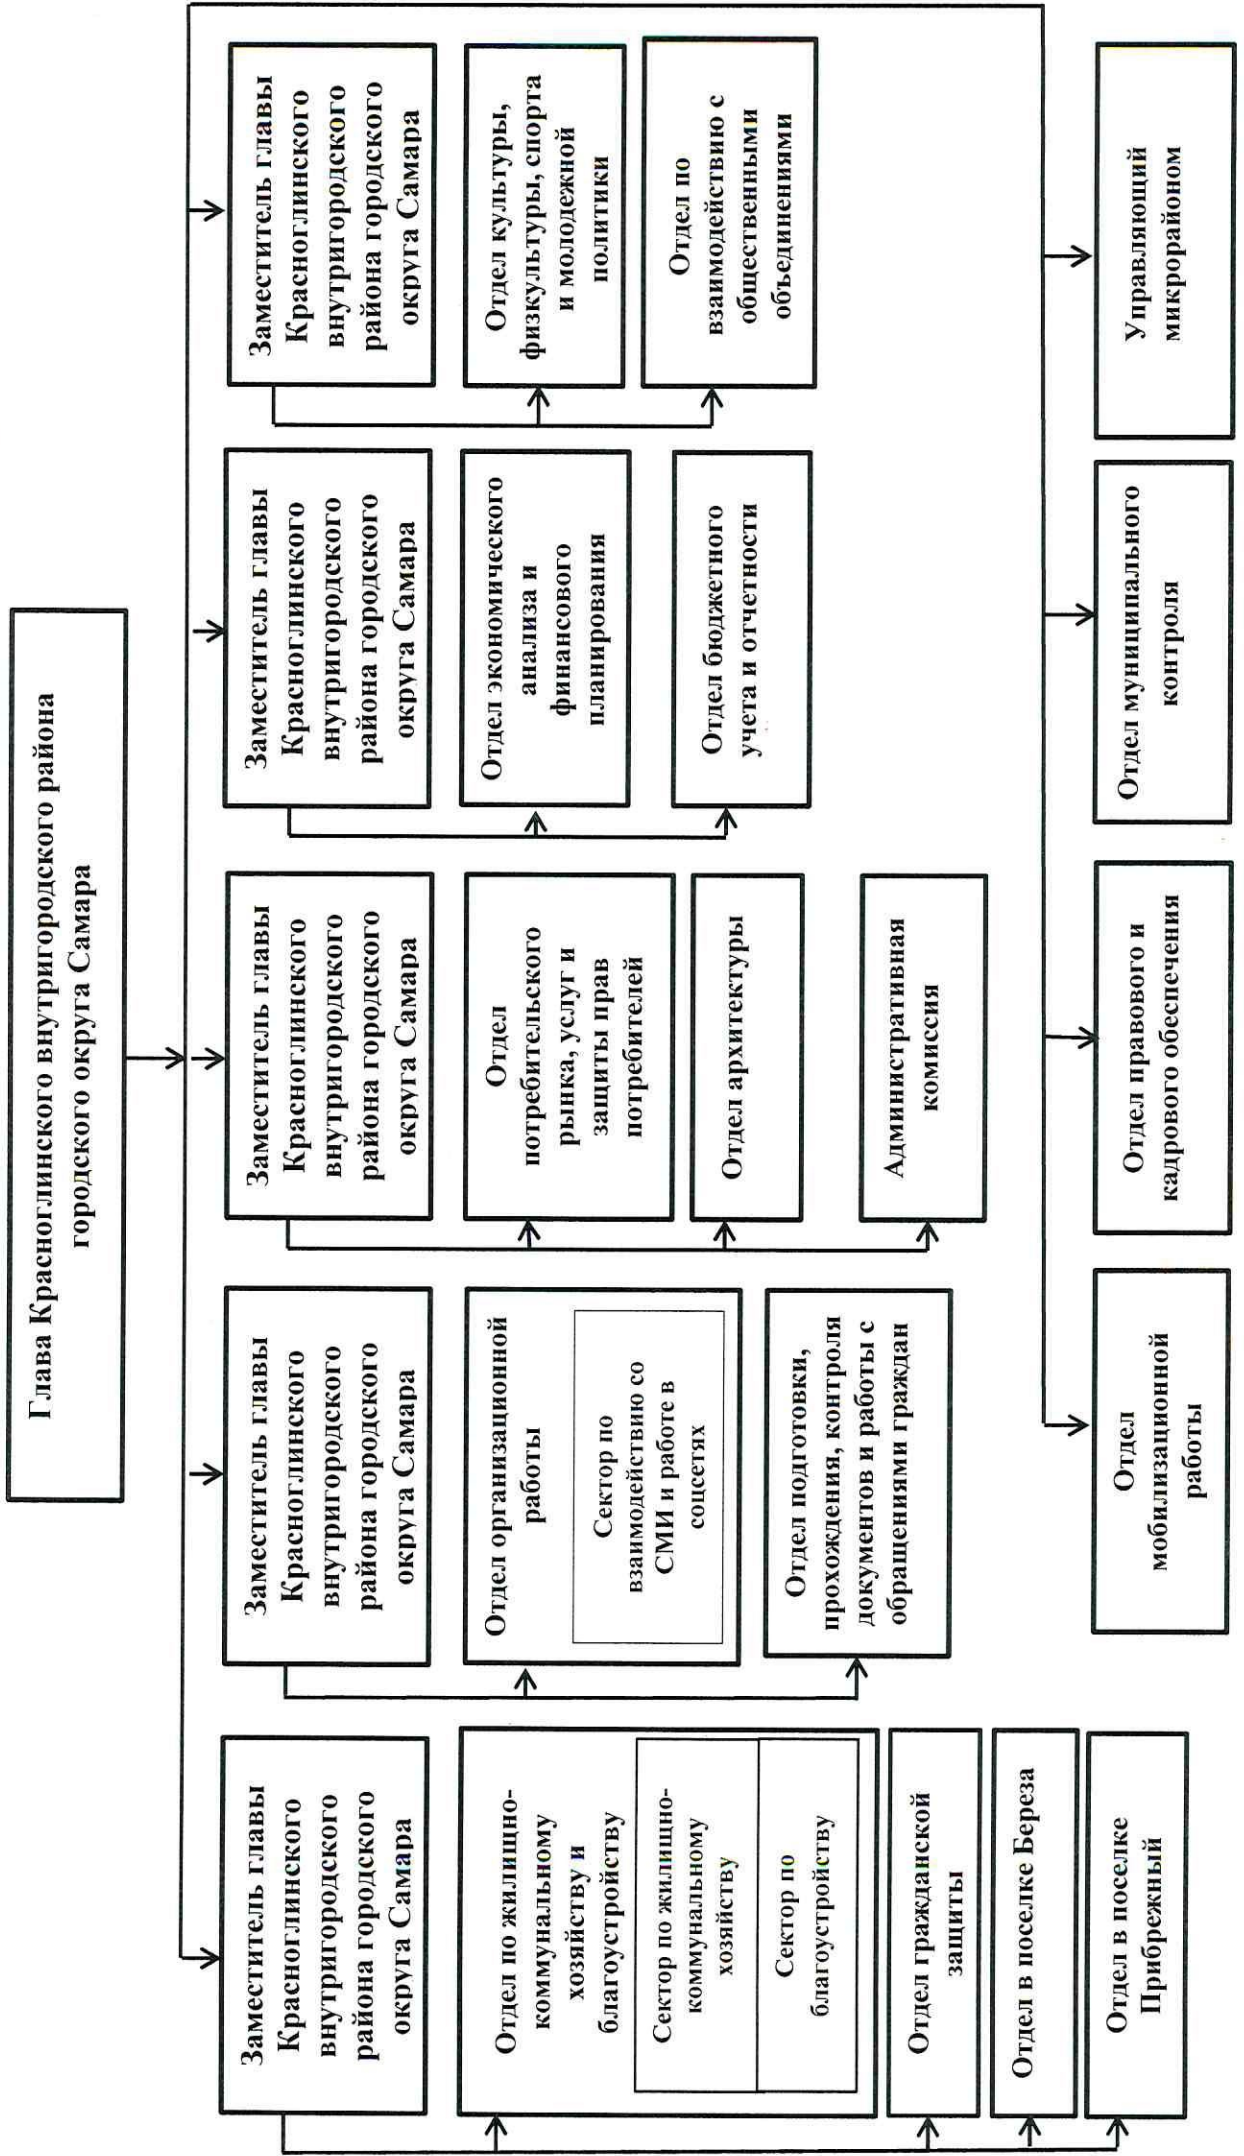 Глава Красноглинского внутригородского района
городского округа Самара
Заместитель главы
Красноглинского
внутригородского
района городского
округа Самара
Отдел по жилищно-
коммунальному
хозяйству и
благоустройству
Сектор по жилищно-
коммунальному
хозяйству
Сектор по
благоустройству
Отдел гражданской
защиты
Отдел в поселке Береза
Отдел в поселке
Прибрежный
Заместитель главы
Красноглинского
внутригородского
района городского
округа Самара
Отдел организационной
работы
Сектор по
взаимодействию со
СМИ и работе в
соцсетях
Отдел подготовки,
прохождения, контроля
документов и работы с
обращениями граждан
Заместитель главы
Красноглинского
внутригородского
района городского
округа Самара
Отдел
потребительского
рынка, услуг и
защиты прав
потребителей
Отдел архитектуры
Административная
комиссия
Заместитель главы
Красноглинского
внутригородского
района городского
округа Самара
Отдел экономического
анализа и
финансового
планирования
Отдел бюджетного
учета и отчетности
Заместитель главы
Красноглинского
внутригородского
района городского
округа Самара
Отдел культуры,
физкультуры, спорта
и молодежной
политики
Отдел по
взаимодействию с
общественными
объединениями
Отдел
мобилизационной
работы
Отдел правового и
кадрового обеспечения
Отдел муниципального
контроля
Управляющий
микрорайоном